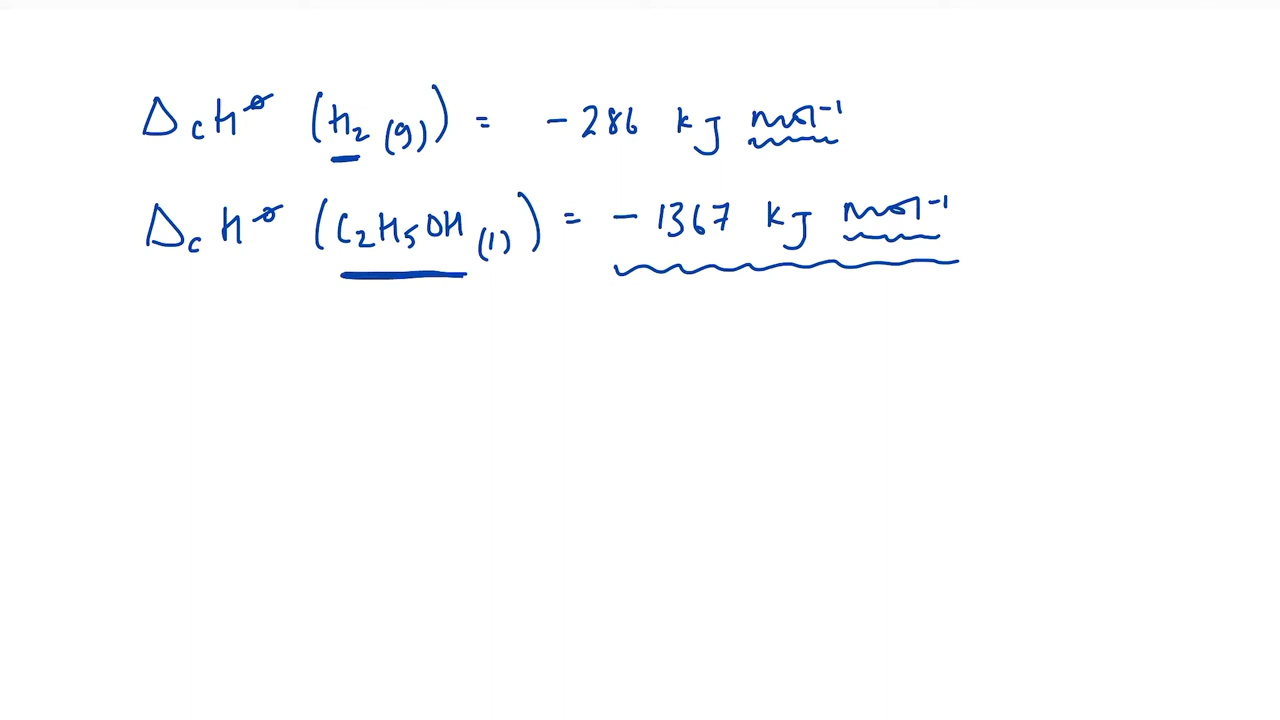 ΔcH⦵ (H₂ (g)) = -286 kJ mol⁻¹
ΔcH⦵ (C₂H₅OH (l)) = -1367 kJ mol⁻¹